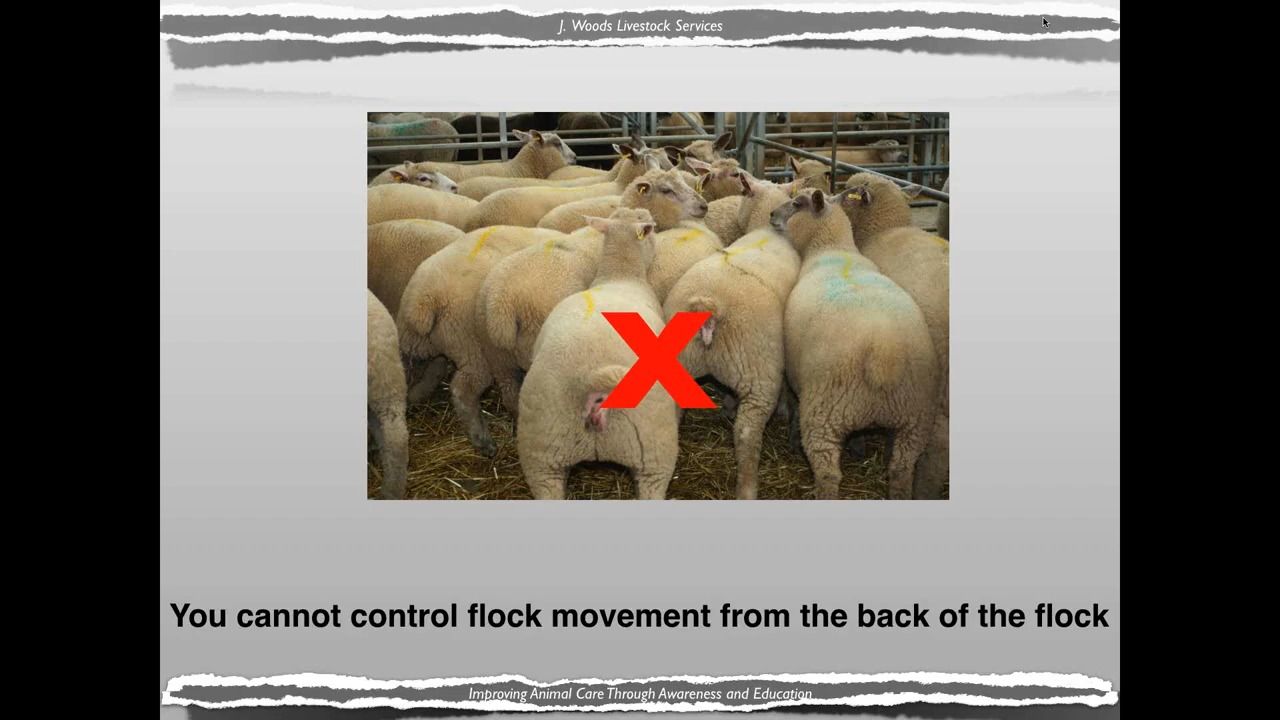 J. Woods Livestock Services
X
You cannot control flock movement from the back of the flock
Improving Animal Care Through Awareness and Education